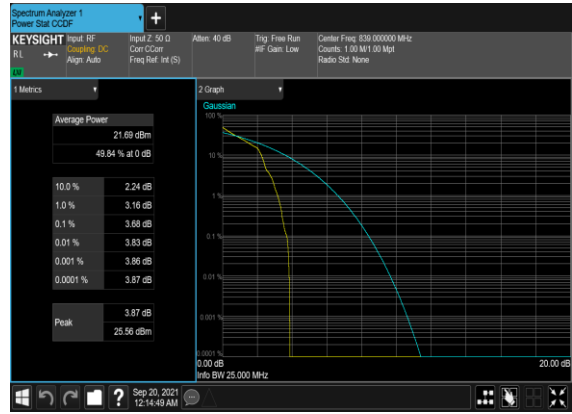 Spectrum Analyzer 1
Power Stat CCDF
+
KEYSIGHT
RL
LXI
Input: RF
Coupling: DC
Align: Auto
Input Z: 50 Ω
Corr CCorr
Freq Ref: Int (S)
Atten: 40 dB
Trig: Free Run
#IF Gain: Low
Center Freq: 839.000000 MHz
Counts: 1.00 M/1.00 Mpt
Radio Std: None
1 Metrics
Average Power
21.69 dBm
49.84 % at 0 dB
10.0 % 2.24 dB
1.0 % 3.16 dB
0.1 % 3.68 dB
0.01 % 3.83 dB
0.001 % 3.86 dB
0.0001 % 3.87 dB
Peak
3.87 dB
25.56 dBm
2 Graph
Gaussian
100 %
10 %
1 %
0.1 %
0.01 %
0.001 %
0.0001 %
0.00 dB 20.00 dB
Info BW 25.000 MHz
?
Sep 20, 2021
12:14:49 AM